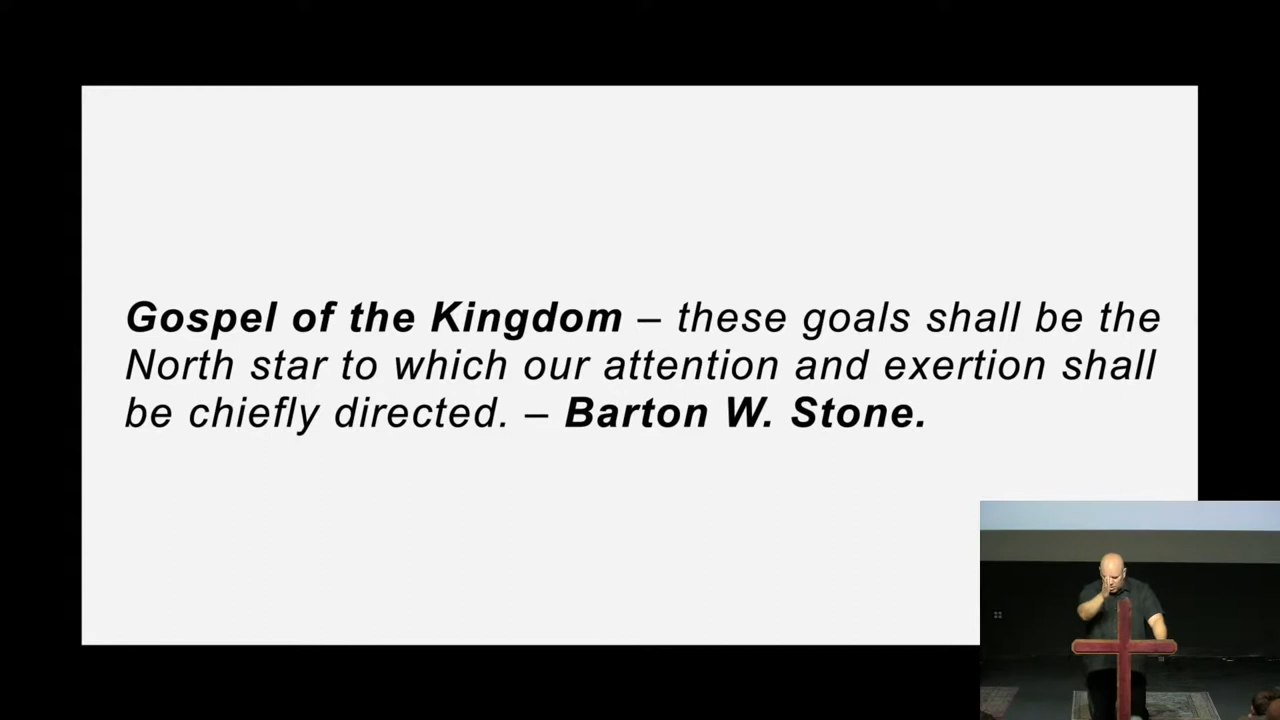 Gospel of the Kingdom – these goals shall be the
North star to which our attention and exertion shall
be chiefly directed. – Barton W. Stone.